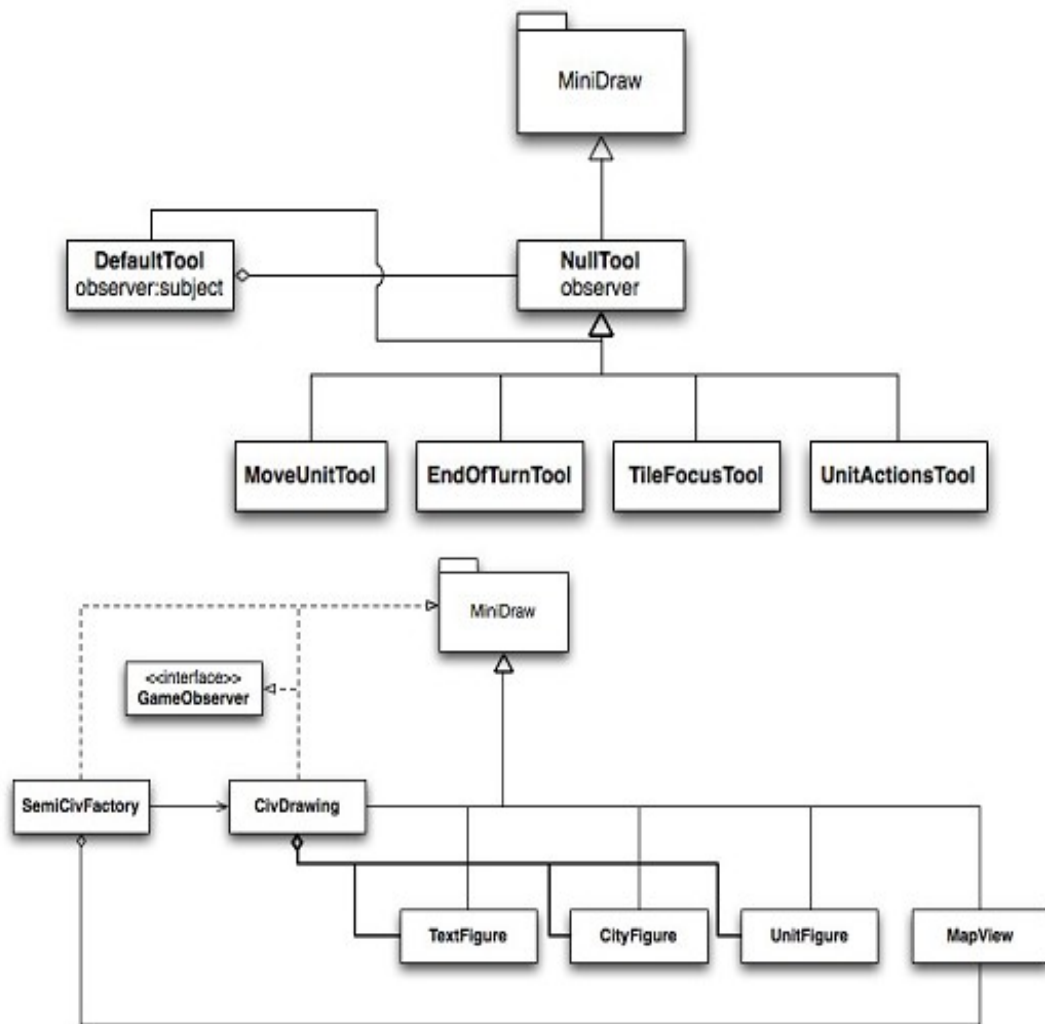 MiniDraw
DefaultTool
observer:subject
NullTool
observer
MoveUnitTool
EndOfTurnTool
TileFocusTool
UnitActionsTool
MiniDraw
<<interface>>
GameObserver
SemiCivFactory
CivDrawing
TextFigure
CityFigure
UnitFigure
MapView